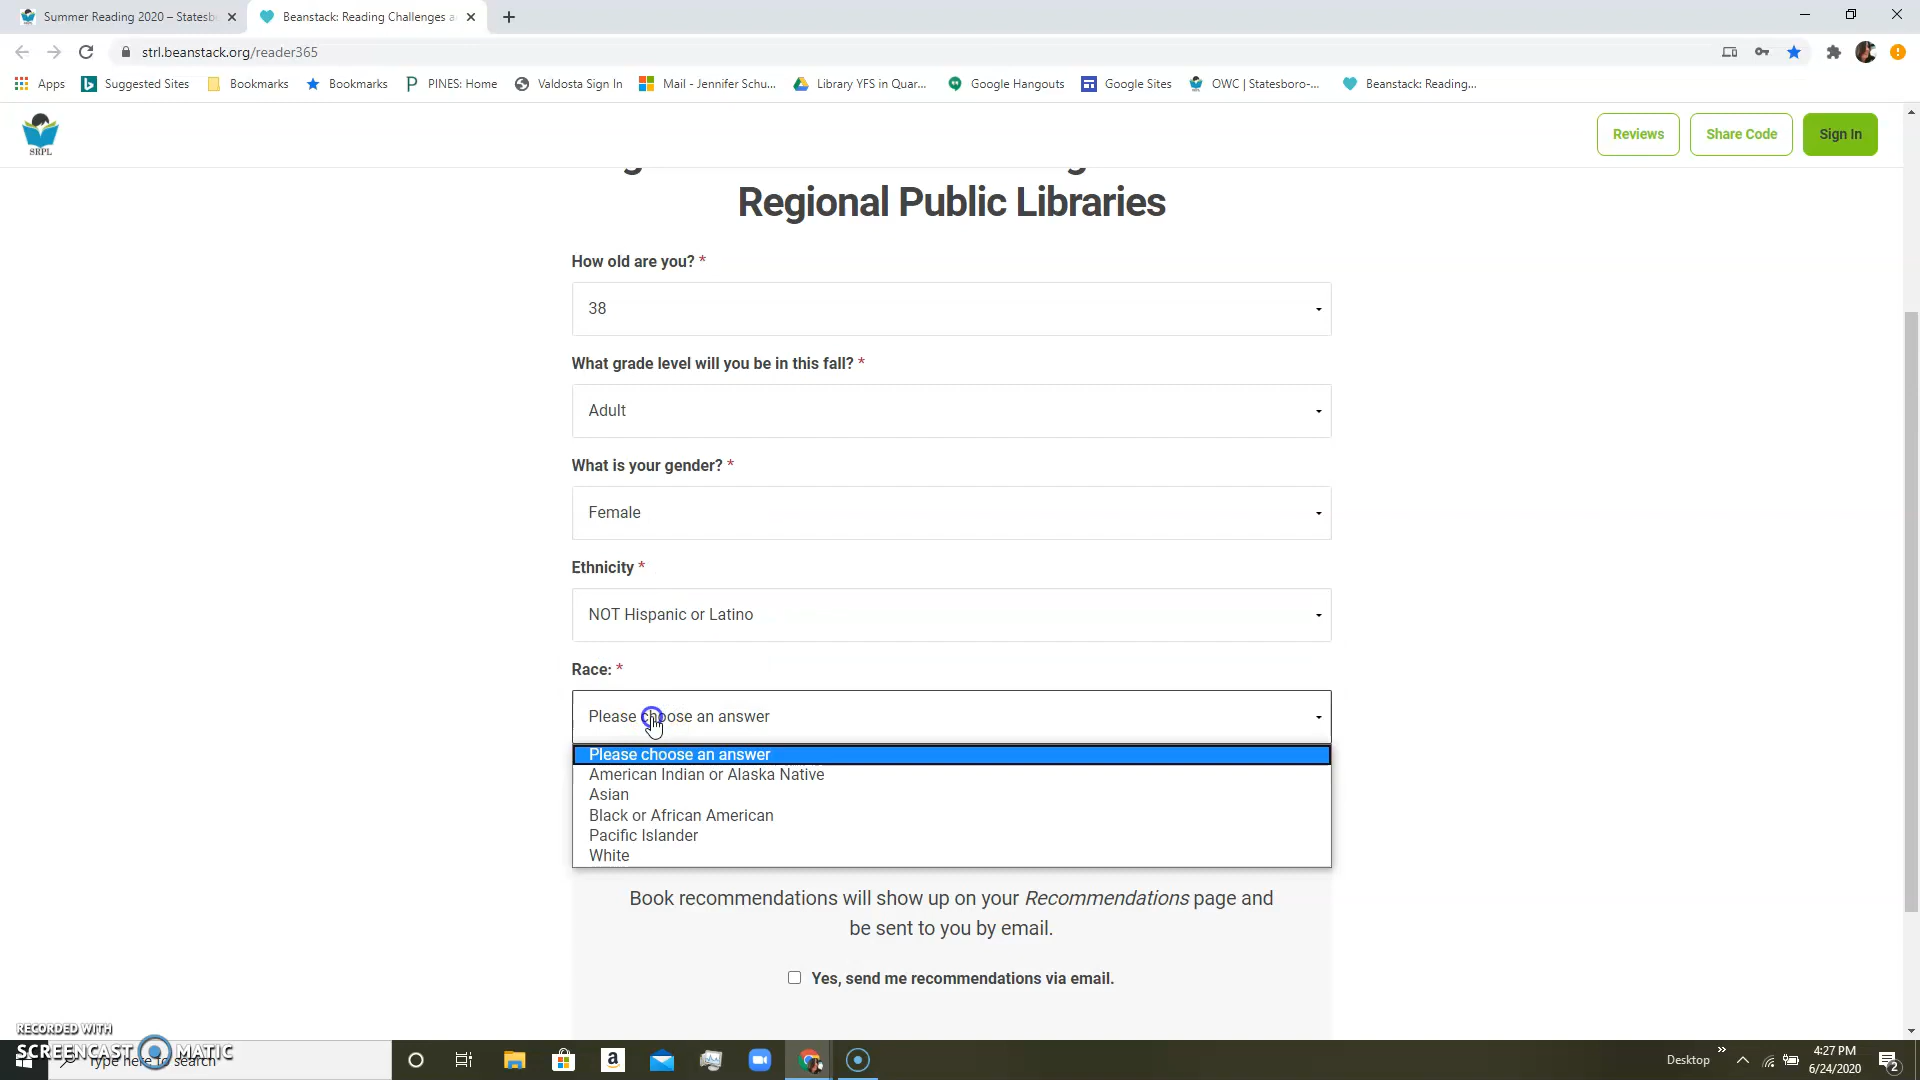 Summer Reading 2020 – Statesb
Beanstack: Reading Challenges a
strl.beanstack.org/reader365
Apps
Suggested Sites
Bookmarks
Bookmarks
PINES: Home
Valdosta Sign In
Mail - Jennifer Schu...
Library YFS in Quar...
Google Hangouts
Google Sites
OWC | Statesboro-...
Beanstack: Reading...
SRPL
Reviews
Share Code
Sign In
Regional Public Libraries
How old are you? *
38
What grade level will you be in this fall? *
Adult
What is your gender? *
Female
Ethnicity *
NOT Hispanic or Latino
Race: *
Please choose an answer
Please choose an answer
American Indian or Alaska Native
Asian
Black or African American
Pacific Islander
White
Book recommendations will show up on your Recommendations page and
be sent to you by email.
Yes, send me recommendations via email.
RECORDED WITH
SCREENCAST MATIC
Type here to search
Desktop
4:27 PM
6/24/2020
2